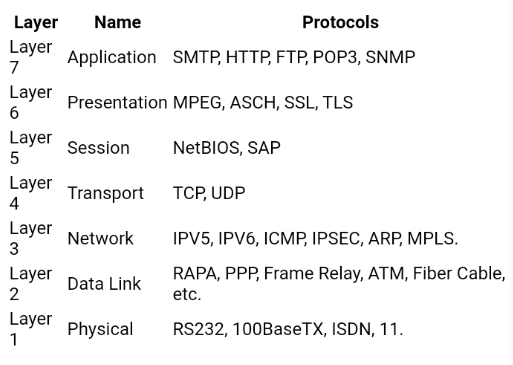 Layer Name Protocols
Layer
7 Application SMTP, HTTP, FTP, POP3, SNMP
Layer
6 Presentation MPEG, ASCH, SSL, TLS
Layer
5 Session NetBIOS, SAP
Layer
4 Transport TCP, UDP
Layer
3 Network IPV5, IPV6, ICMP, IPSEC, ARP, MPLS.
Layer
2 Data Link RAPA, PPP, Frame Relay, ATM, Fiber Cable,
etc.
Layer
1 Physical RS232, 100BaseTX, ISDN, 11.